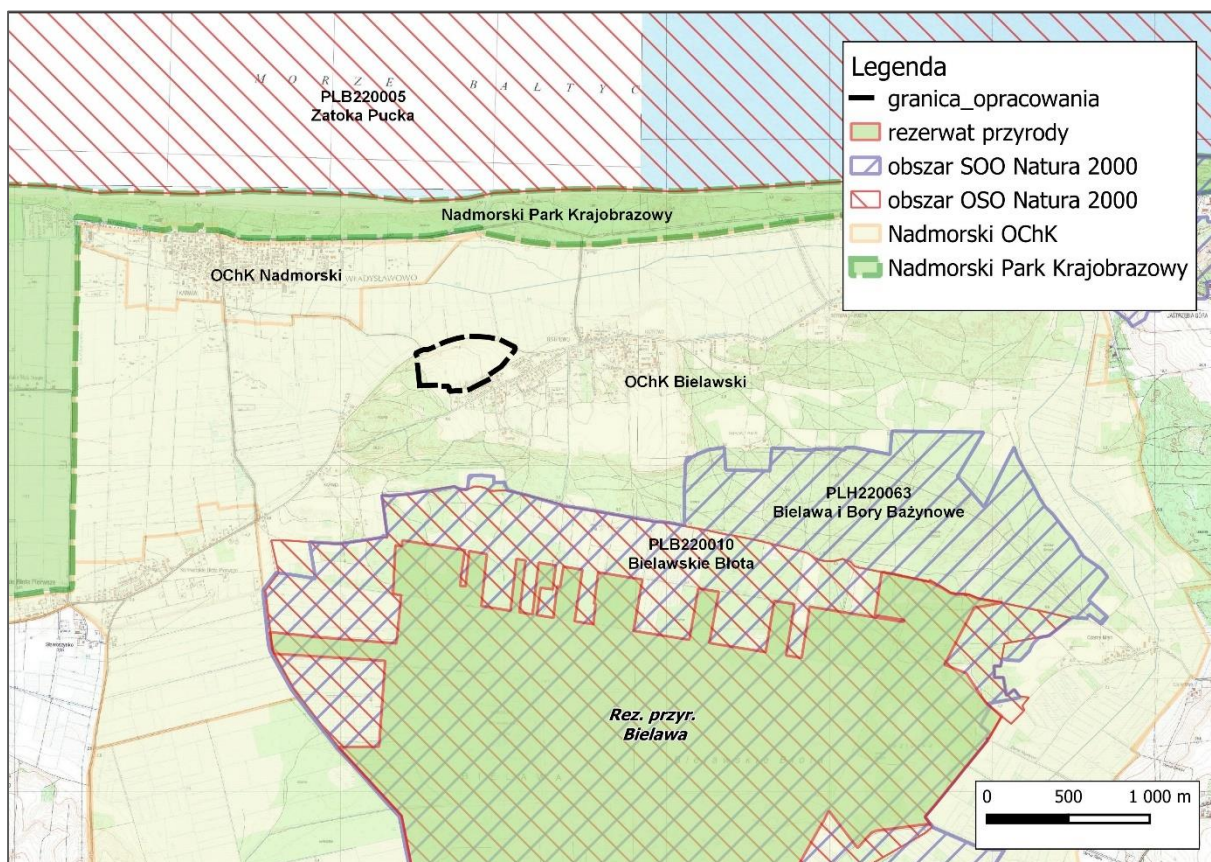 M O R Z E B A Ł T Y C
PLB220005
Zatoka Pucka
Nadmorski Park Krajobrazowy
OChK Nadmorski
WŁADYSŁAWOWO
OChK Bielawski
PLH220063
Bielawa i Bory Bażynowe
PLB220010
Bielawskie Błota
Rez. przyr.
Bielawa
Legenda
granica_opracowania
rezerwat przyrody
obszar SOO Natura 2000
obszar OSO Natura 2000
Nadmorski OChK
Nadmorski Park Krajobrazowy
0 500 1 000 m